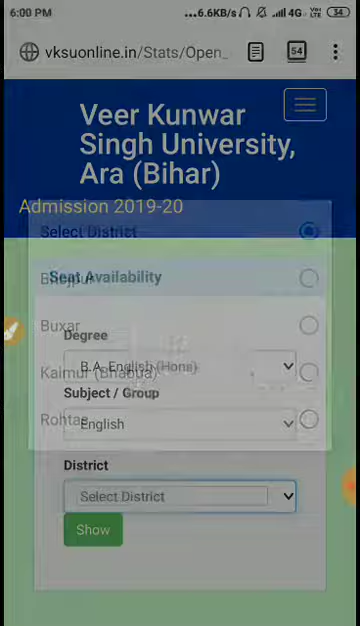 6:00 PM
...6.6KB/s 4G VoLTE 34
vksuonline.in/Stats/Open_ 54
Veer Kunwar
Singh University,
Ara (Bihar)
Admission 2019-20
Select District
Seat Availability
Bhojpur
Buxar
Degree
B.A. English (Hons)
Kaimur (Bhabua)
Subject / Group
Rohtas
English
District
Select District
Show